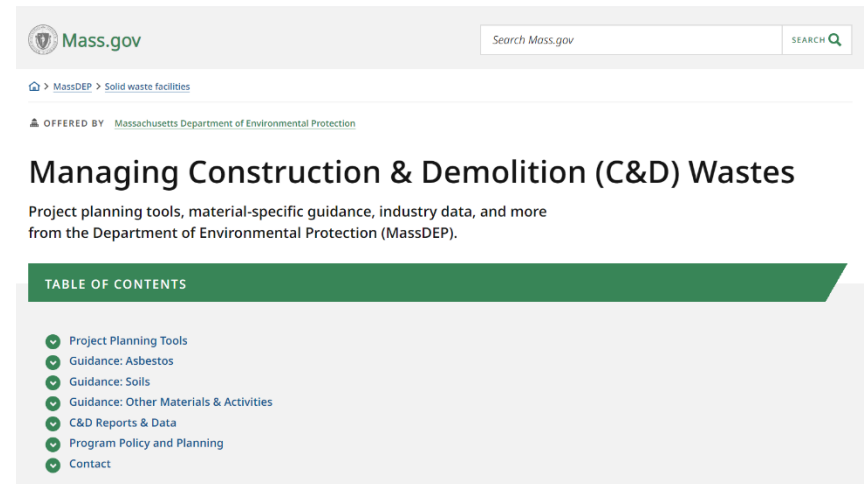 Mass.gov
Search Mass.gov
SEARCH
> MassDEP > Solid waste facilities
OFFERED BY Massachusetts Department of Environmental Protection
Managing Construction & Demolition (C&D) Wastes
Project planning tools, material-specific guidance, industry data, and more
from the Department of Environmental Protection (MassDEP).
TABLE OF CONTENTS
Project Planning Tools
Guidance: Asbestos
Guidance: Soils
Guidance: Other Materials & Activities
C&D Reports & Data
Program Policy and Planning
Contact